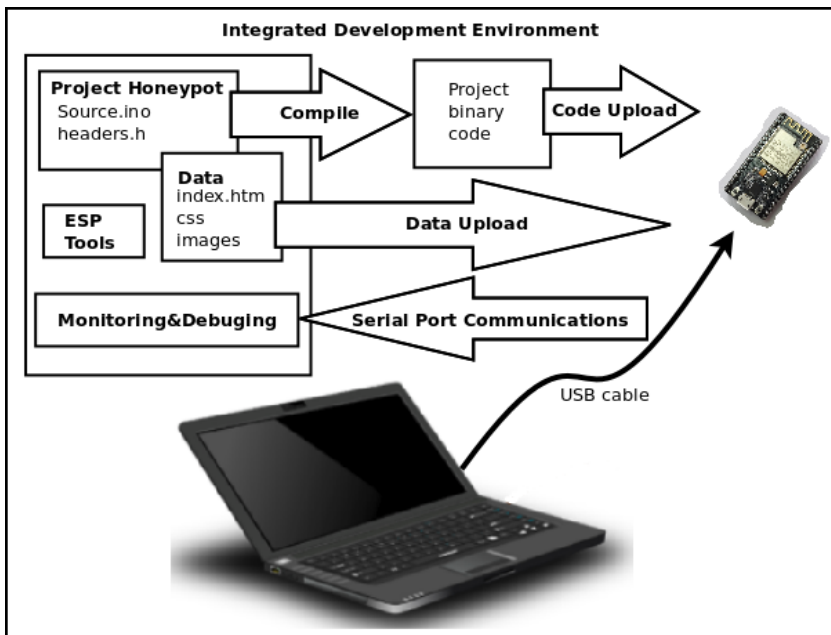 Integrated Development Environment
Project Honeypot
Source.ino
headers.h
Compile
Project
binary
code
Code Upload
Data
index.htm
css
images
ESP
Tools
Data Upload
Monitoring&Debuging
Serial Port Communications
USB cable